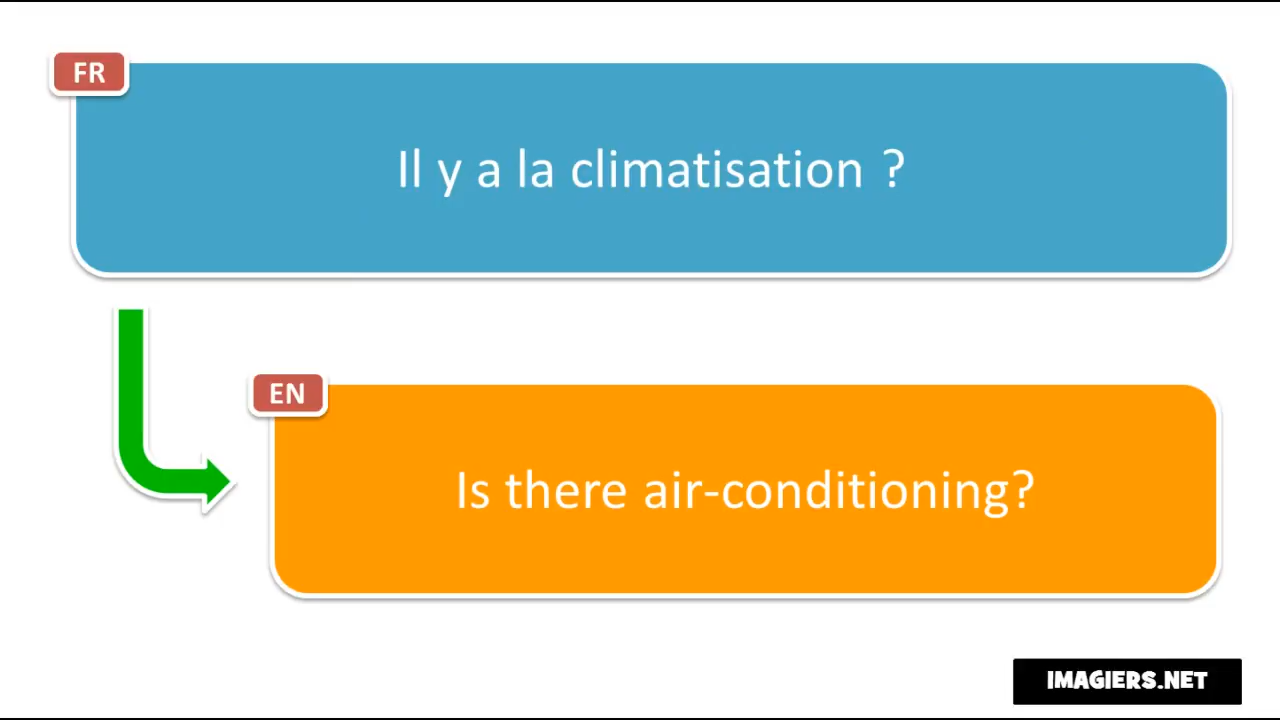 FR
Il y a la climatisation ?
EN
Is there air-conditioning?
IMAGIERS.NET